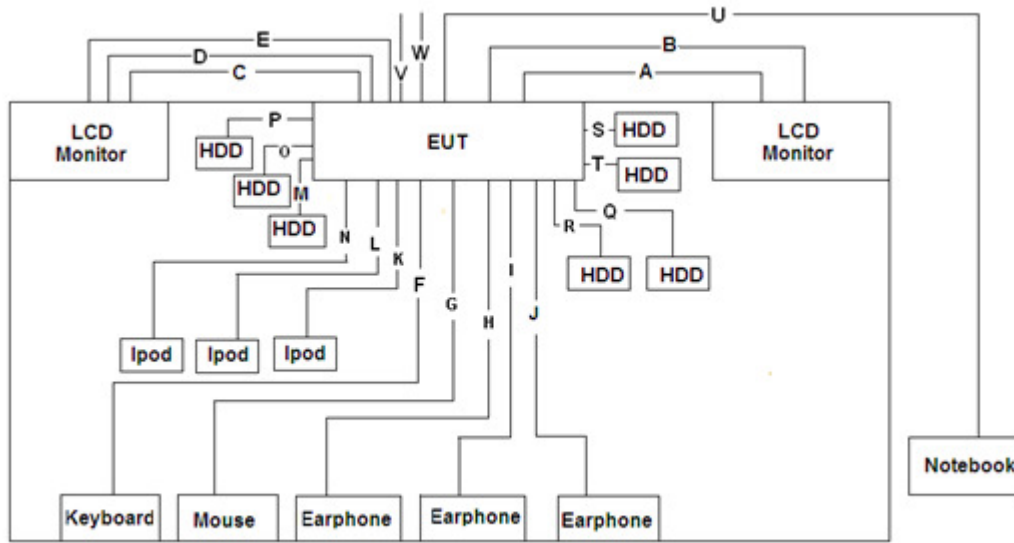 U
E
B
D
W
C
V
A
LCD
Monitor
P
EUT
S
HDD
LCD
Monitor
HDD
O
T
HDD
HDD
M
HDD
N
L
K
Q
R
F
I
HDD
HDD
G
H
J
Ipod
Ipod
Ipod
Notebook
Keyboard
Mouse
Earphone
Earphone
Earphone